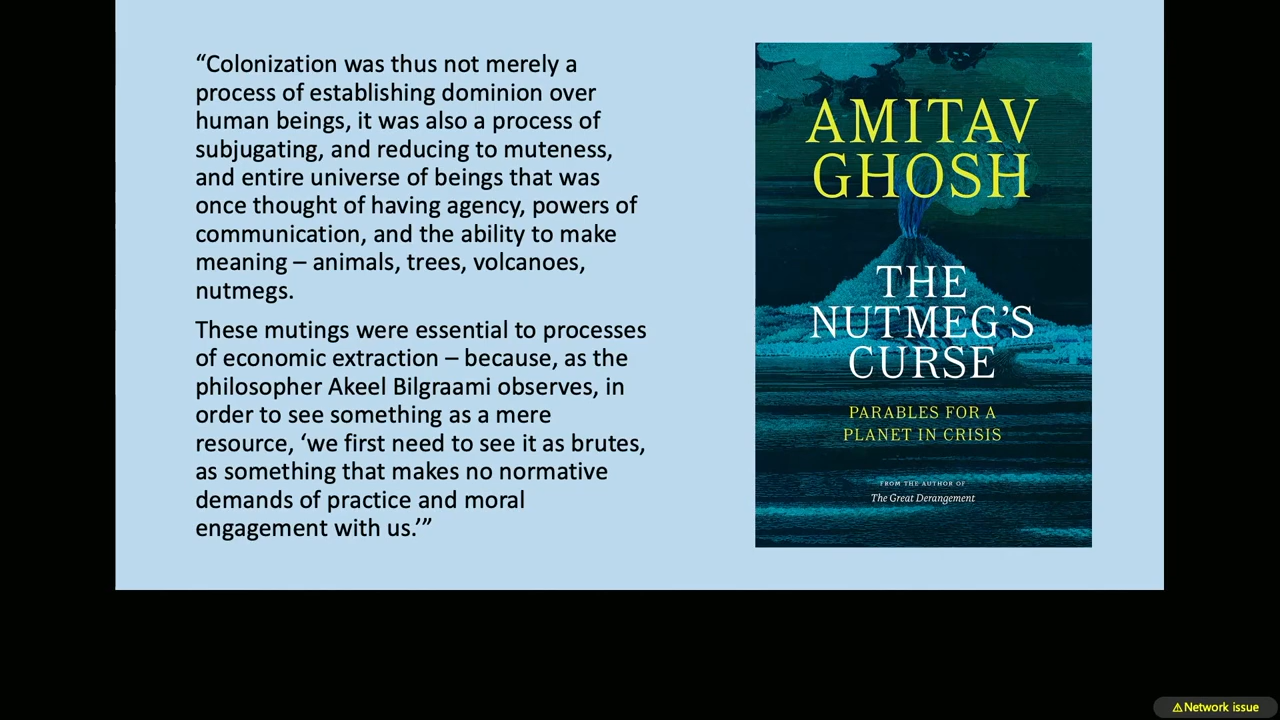 “Colonization was thus not merely a
process of establishing dominion over
human beings, it was also a process of
subjugating, and reducing to muteness,
and entire universe of beings that was
once thought of having agency, powers of
communication, and the ability to make
meaning – animals, trees, volcanoes,
nutmegs.
These mutings were essential to processes
of economic extraction – because, as the
philosopher Akeel Bilgraami observes, in
order to see something as a mere
resource, ‘we first need to see it as brutes,
as something that makes no normative
demands of practice and moral
engagement with us.’”
AMITAV
GHOSH
THE
NUTMEG’S
CURSE
PARABLES FOR A
PLANET IN CRISIS
FROM THE AUTHOR OF
The Great Derangement
⚠Network issue